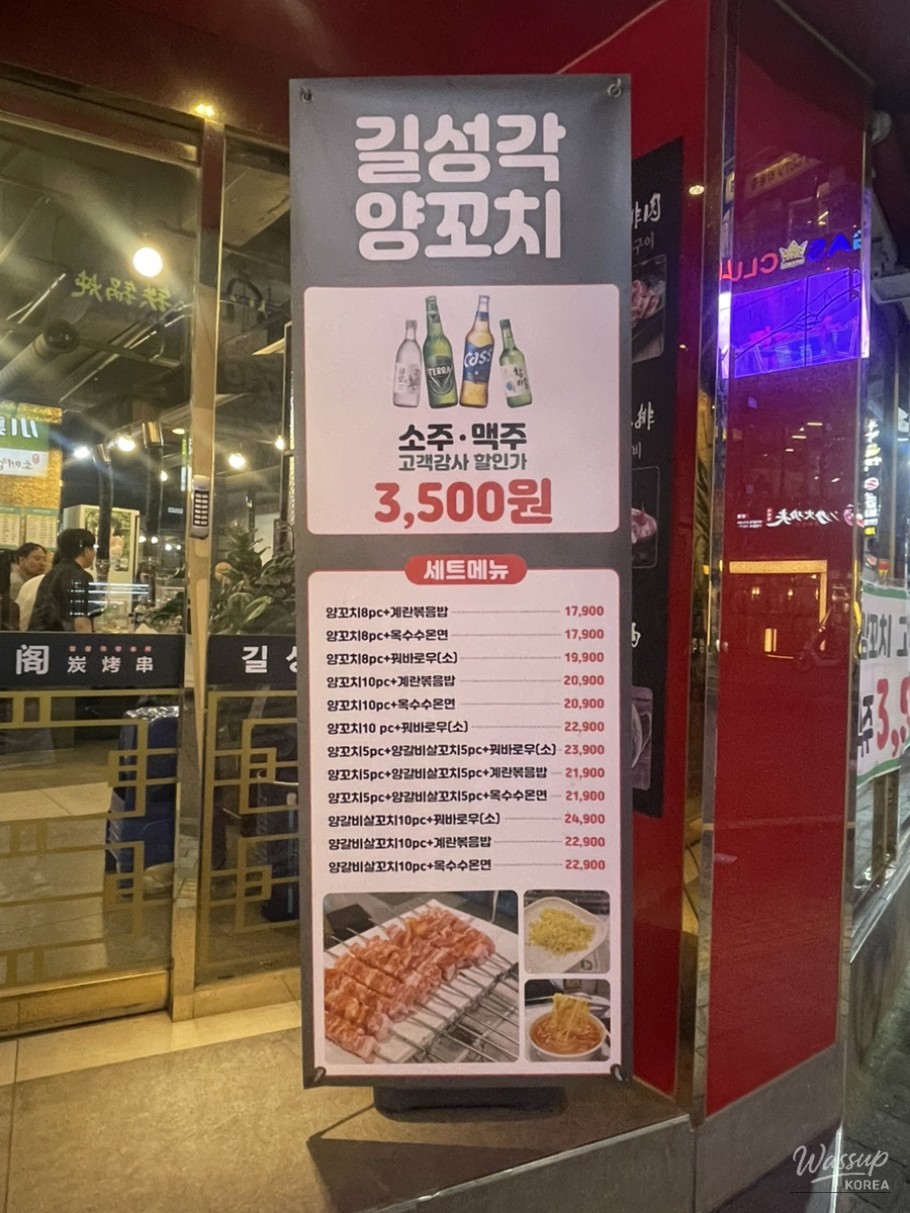 길성각
양꼬치
TERRA
Cass
소주·맥주
고객감사 할인가
3,500원
세트메뉴
양꼬치8pc+계란볶음밥 17,900
양꼬치8pc+옥수수온면 17,900
양꼬치8pc+꿔바로우(소) 19,900
양꼬치10pc+계란볶음밥 20,900
양꼬치10pc+옥수수온면 20,900
양꼬치10 pc+꿔바로우(소) 22,900
양꼬치5pc+양갈비살꼬치5pc+꿔바로우(소) 23,900
양꼬치5pc+양갈비살꼬치5pc+계란볶음밥 21,900
양꼬치5pc+양갈비살꼬치5pc+옥수수온면 21,900
양갈비살꼬치10pc+꿔바로우(소) 24,900
양갈비살꼬치10pc+계란볶음밥 22,900
양갈비살꼬치10pc+옥수수온면 22,900
阁 炭烤串
길
铁锅炖
CLU
Wassup
KOREA